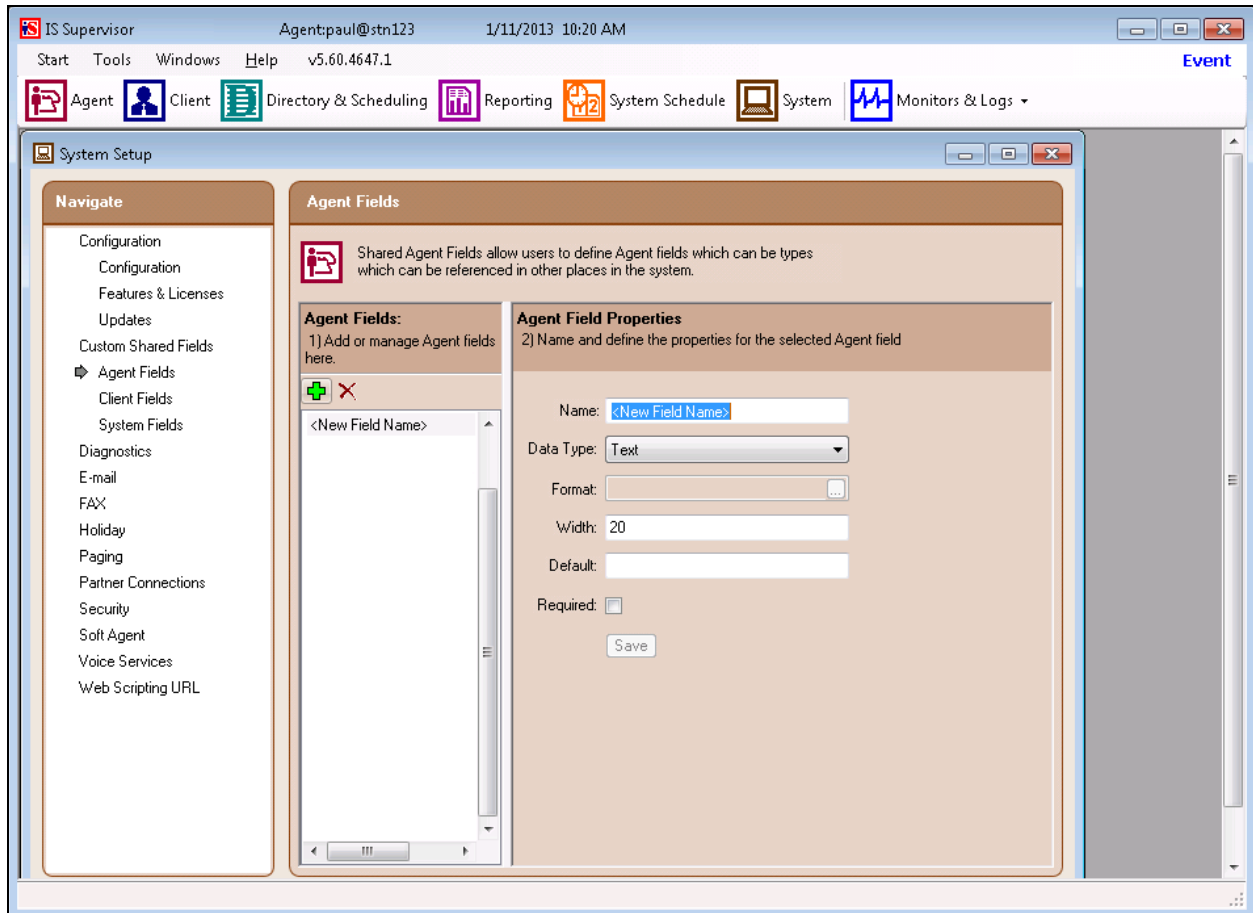 IS Supervisor Agent:paul@stn123 1/11/2013 10:20 AM
Start Tools Windows Help v5.60.4647.1 Event
Agent Client Directory & Scheduling Reporting System Schedule System Monitors & Logs
System Setup
Navigate
Configuration
Configuration
Features & Licenses
Updates
Custom Shared Fields
Agent Fields
Client Fields
System Fields
Diagnostics
E-mail
FAX
Holiday
Paging
Partner Connections
Security
Soft Agent
Voice Services
Web Scripting URL
Agent Fields
Shared Agent Fields allow users to define Agent fields which can be types
which can be referenced in other places in the system.
Agent Fields:
1) Add or manage Agent fields
here.
<New Field Name>
Agent Field Properties
2) Name and define the properties for the selected Agent field
Name: <New Field Name>
Data Type: Text
Format: ...
Width: 20
Default:
Required:
Save